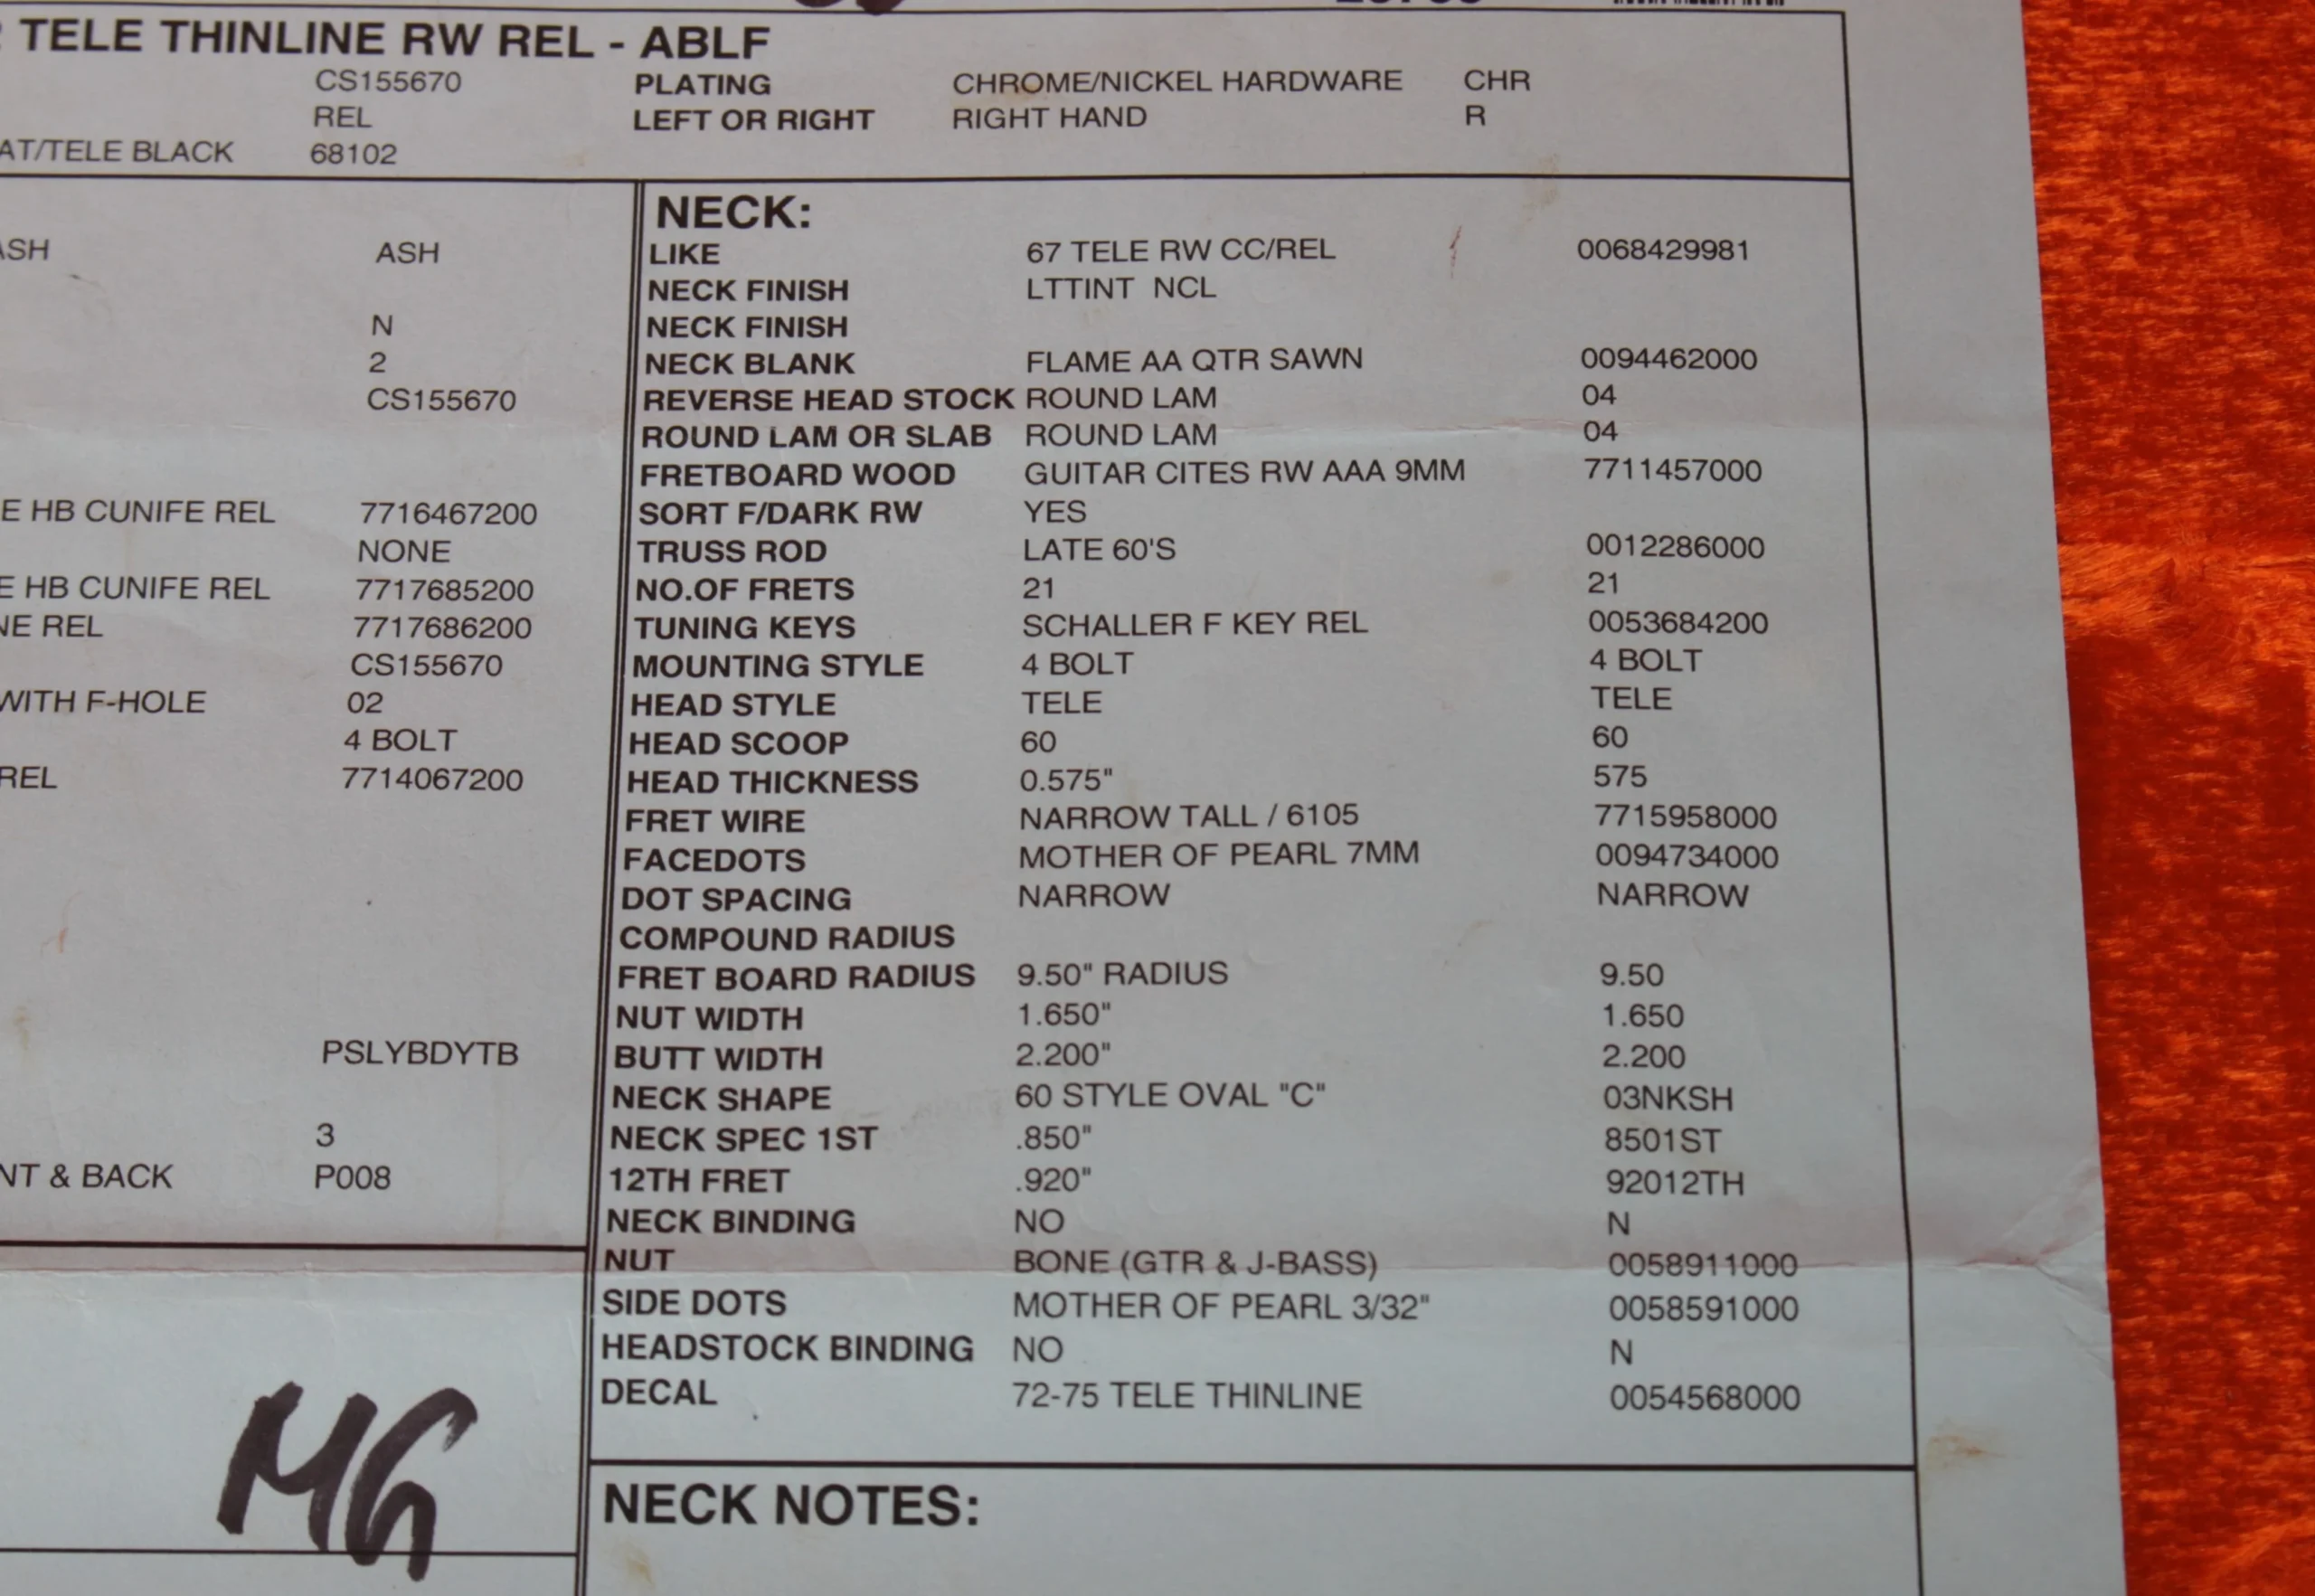 TELE THINLINE RW REL - ABLF
CS155670 PLATING CHROME/NICKEL HARDWARE CHR
REL LEFT OR RIGHT RIGHT HAND R
AT/TELE BLACK 68102
NECK:
ASH ASH LIKE 67 TELE RW CC/REL 0068429981
NECK FINISH LTTINT NCL
N NECK FINISH
2 NECK BLANK FLAME AA QTR SAWN 0094462000
CS155670 REVERSE HEAD STOCK ROUND LAM 04
ROUND LAM OR SLAB ROUND LAM 04
FRETBOARD WOOD GUITAR CITES RW AAA 9MM 7711457000
E HB CUNIFE REL 7716467200 SORT F/DARK RW YES
NONE TRUSS ROD LATE 60'S 0012286000
E HB CUNIFE REL 7717685200 NO.OF FRETS 21 21
NE REL 7717686200 TUNING KEYS SCHALLER F KEY REL 0053684200
CS155670 MOUNTING STYLE 4 BOLT 4 BOLT
WITH F-HOLE 02 HEAD STYLE TELE TELE
4 BOLT HEAD SCOOP 60 60
REL 7714067200 HEAD THICKNESS 0.575" 575
FRET WIRE NARROW TALL / 6105 7715958000
FACEDOTS MOTHER OF PEARL 7MM 0094734000
DOT SPACING NARROW NARROW
COMPOUND RADIUS
FRET BOARD RADIUS 9.50" RADIUS 9.50
NUT WIDTH 1.650" 1.650
PSLYBDYTB BUTT WIDTH 2.200" 2.200
NECK SHAPE 60 STYLE OVAL "C" 03NKSH
3 NECK SPEC 1ST .850" 8501ST
NT & BACK P008 12TH FRET .920" 92012TH
NECK BINDING NO N
NUT BONE (GTR & J-BASS) 0058911000
SIDE DOTS MOTHER OF PEARL 3/32" 0058591000
HEADSTOCK BINDING NO N
DECAL 72-75 TELE THINLINE 0054568000
MG
NECK NOTES: